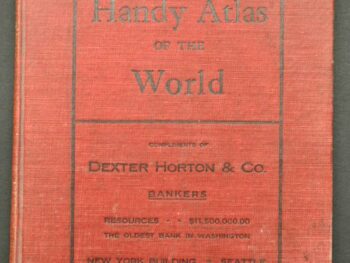 Handy Atlas
OF THE
World
COMPLIMENTS OF
DEXTER HORTON & CO.
BANKERS
RESOURCES - - $11,500,000.00
THE OLDEST BANK IN WASHINGTON
NEW YORK BUILDING - SEATTLE